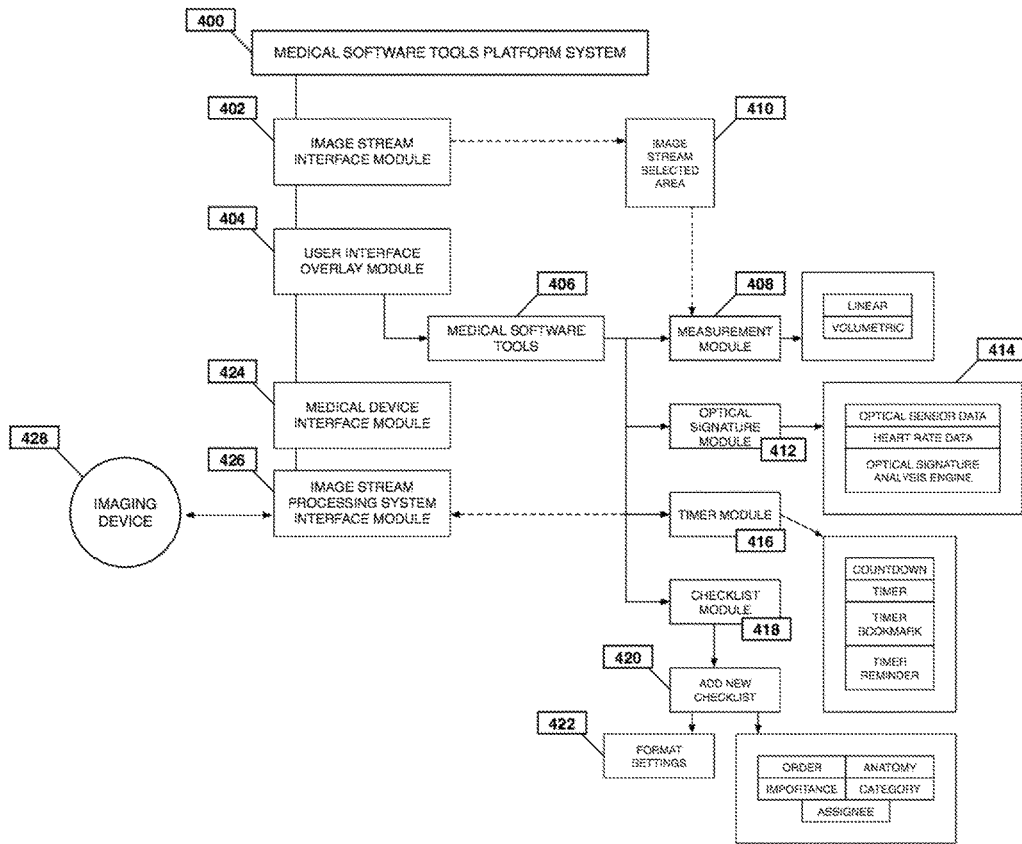 400
MEDICAL SOFTWARE TOOLS PLATFORM SYSTEM
402
IMAGE STREAM
INTERFACE MODULE
410
IMAGE
STREAM
SELECTED
AREA
404
USER INTERFACE
OVERLAY MODULE
406
MEDICAL SOFTWARE
TOOLS
408
MEASUREMENT
MODULE
LINEAR
VOLUMETRIC
414
424
MEDICAL DEVICE
INTERFACE MODULE
OPTICAL
SIGNATURE
MODULE
412
OPTICAL SENSOR DATA
HEART RATE DATA
OPTICAL SIGNATURE
ANALYSIS ENGINE
428
IMAGING
DEVICE
426
IMAGE STREAM
PROCESSING SYSTEM
INTERFACE MODULE
TIMER MODULE
416
COUNTDOWN
TIMER
TIMER
BOOKMARK
TIMER
REMINDER
CHECKLIST
MODULE
418
420
ADD NEW
CHECKLIST
422
FORMAT
SETTINGS
ORDER
ANATOMY
IMPORTANCE
CATEGORY
ASSIGNEE